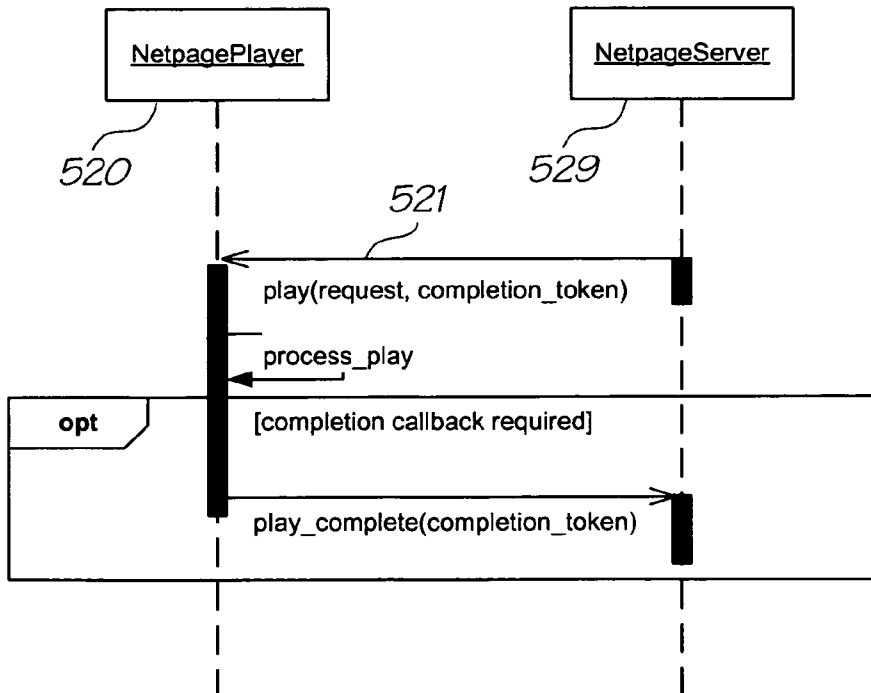 NetpagePlayer
NetpageServer
520
529
521
play(request, completion_token)
process_play
opt
[completion callback required]
play_complete(completion_token)